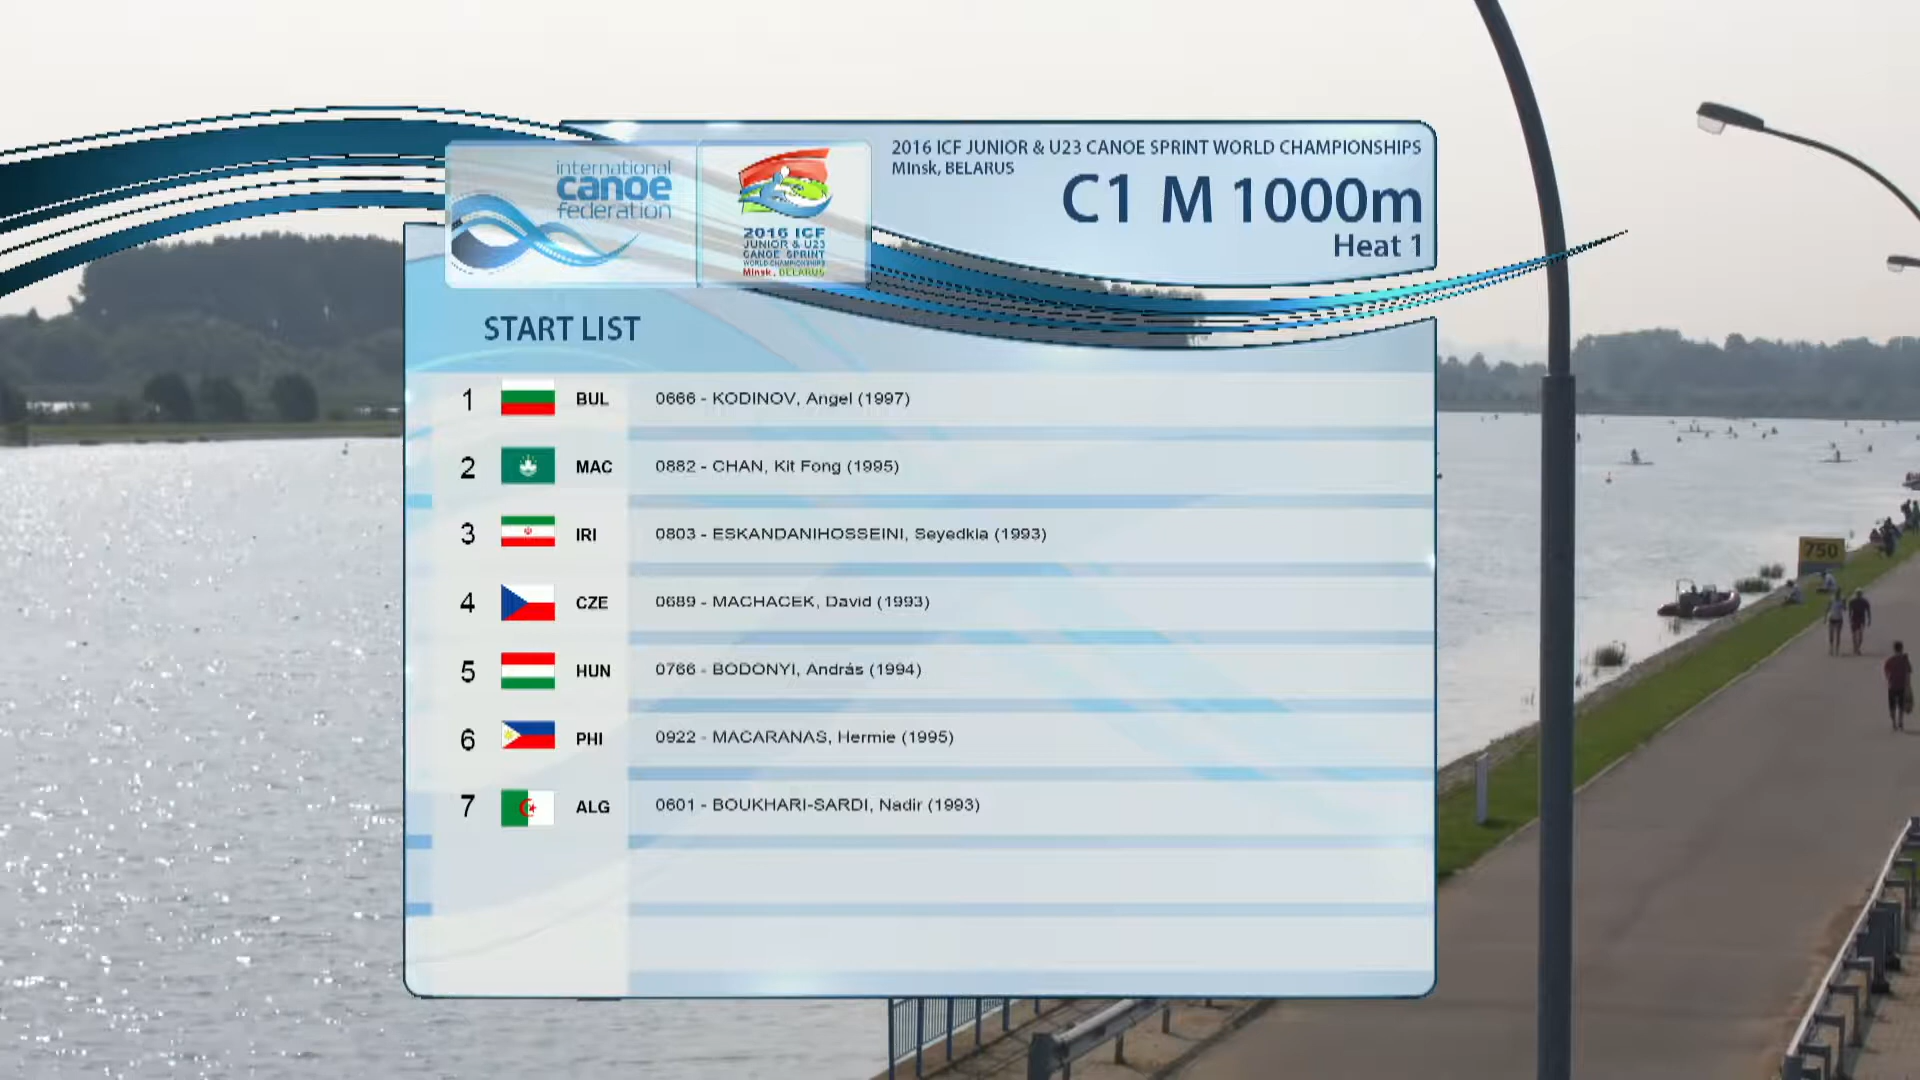 international
canoe
federation
2016 ICF
JUNIOR & U23
CANOE SPRINT
WORLD CHAMPIONSHIPS
Minsk, BELARUS
2016 ICF JUNIOR & U23 CANOE SPRINT WORLD CHAMPIONSHIPS
MInsk, BELARUS
C1 M 1000m
Heat 1
START LIST
1 BUL 0666 - KODINOV, Angel (1997)
2 MAC 0882 - CHAN, Kit Fong (1995)
3 IRI 0803 - ESKANDANIHOSSEINI, Seyedkia (1993)
4 CZE 0689 - MACHACEK, David (1993)
5 HUN 0766 - BODONYI, András (1994)
6 PHI 0922 - MACARANAS, Hermie (1995)
7 ALG 0601 - BOUKHARI-SARDI, Nadir (1993)
750